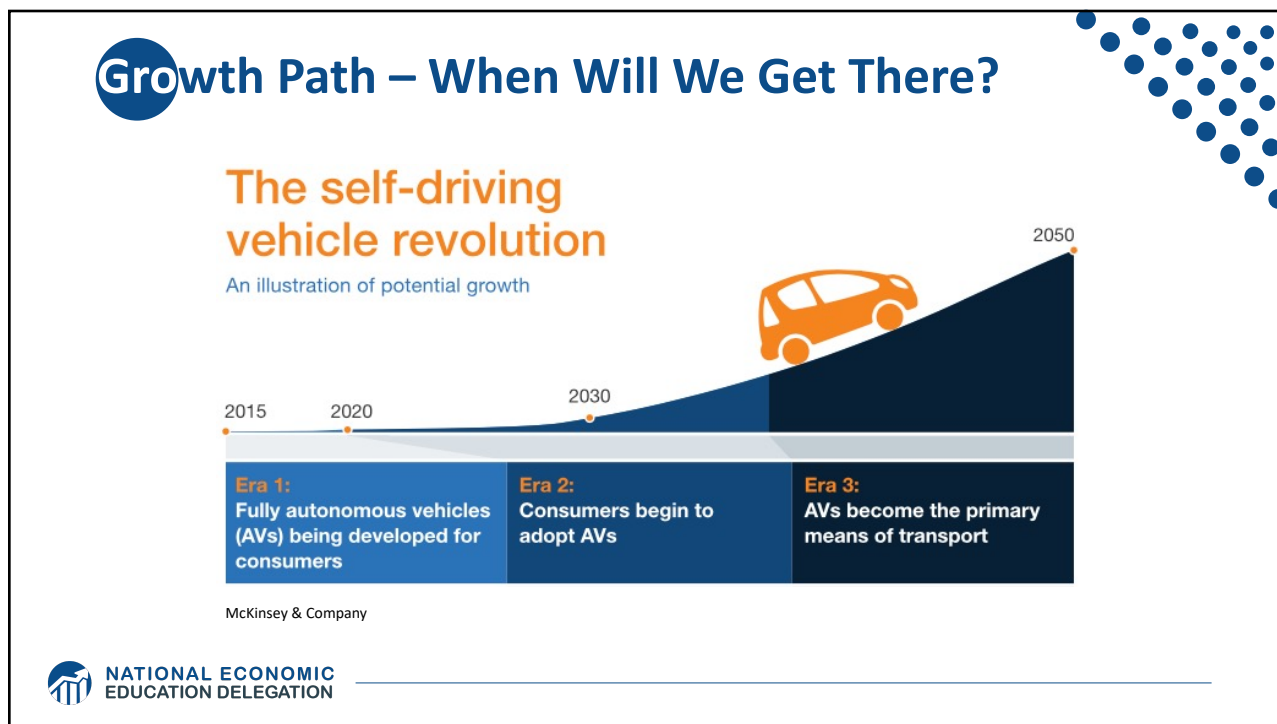 Growth Path – When Will We Get There?
The self-driving
vehicle revolution
An illustration of potential growth
2015
2020
2030
2050
Era 1:
Fully autonomous vehicles
(AVs) being developed for
consumers
Era 2:
Consumers begin to
adopt AVs
Era 3:
AVs become the primary
means of transport
McKinsey & Company
NATIONAL ECONOMIC
EDUCATION DELEGATION